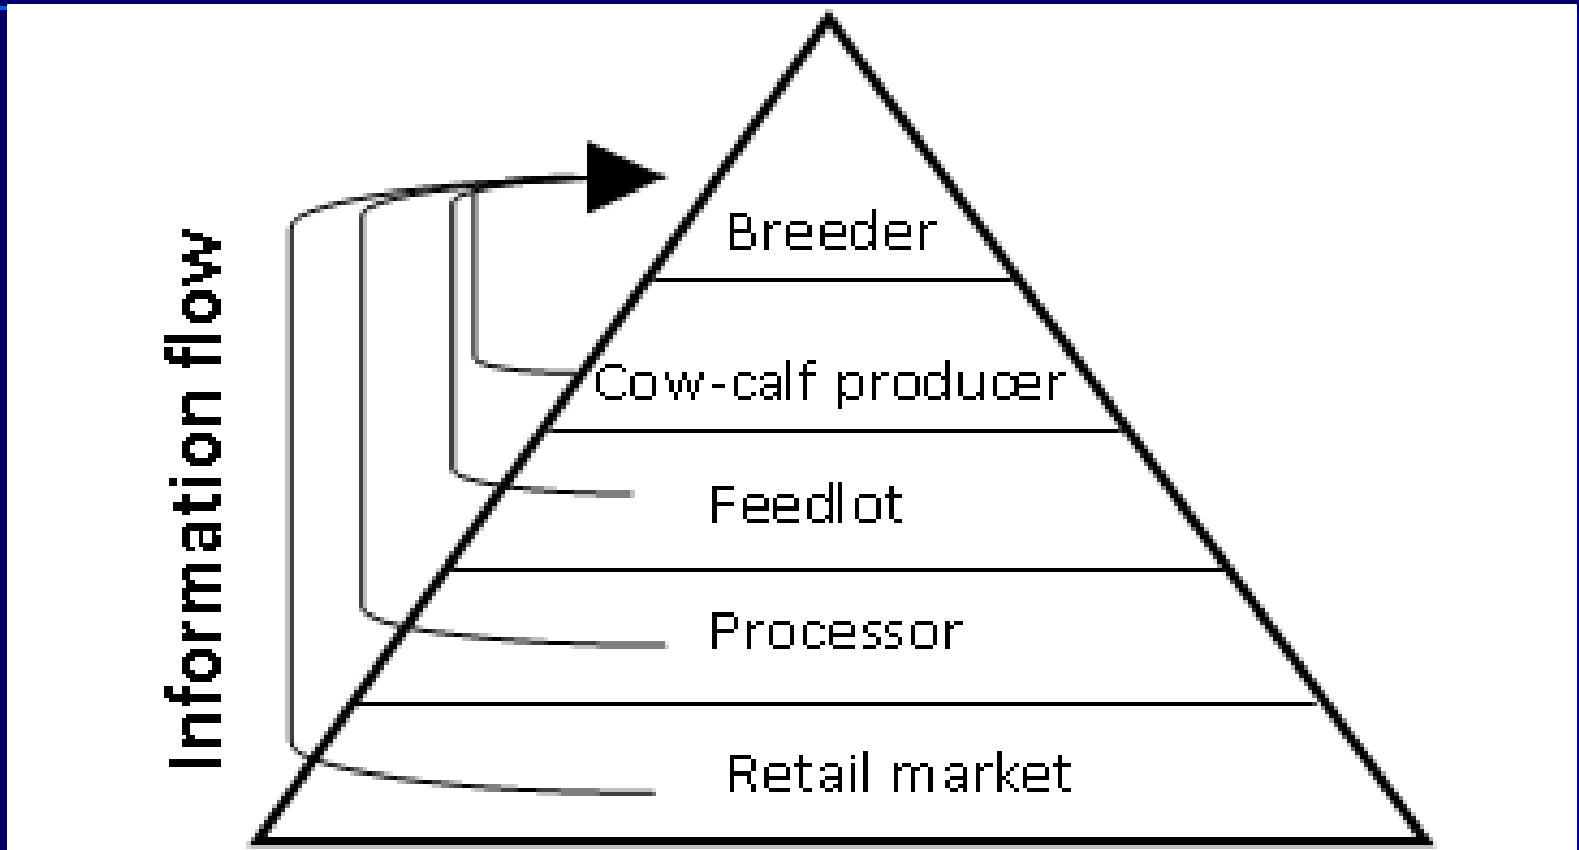 Information flow
Breeder
Cow-calf producer
Feedlot
Processor
Retail market